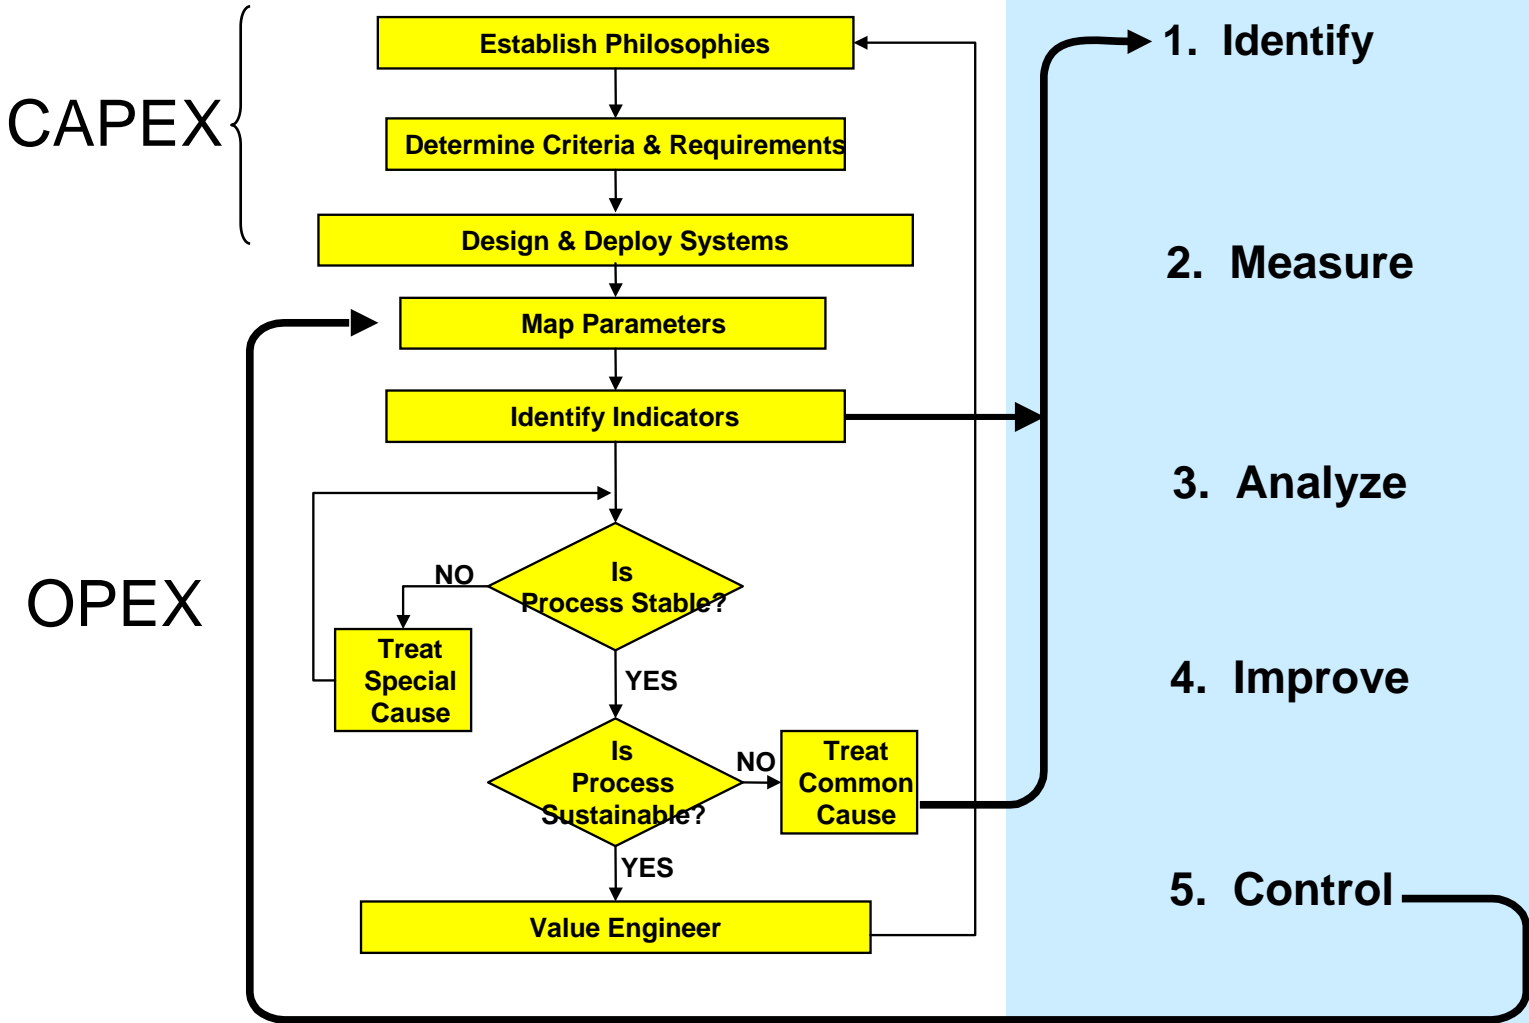 CAPEX
Establish Philosophies
Determine Criteria & Requirements
Design & Deploy Systems
Map Parameters
Identify Indicators
OPEX
Is
Process Stable?
NO
Treat
Special
Cause
YES
Is
Process
Sustainable?
NO
Treat
Common
Cause
YES
Value Engineer
1. Identify
2. Measure
3. Analyze
4. Improve
5. Control